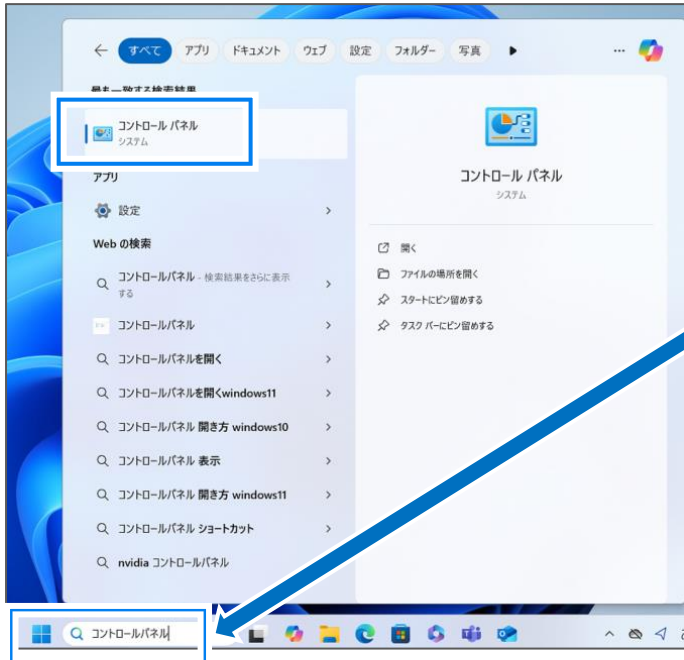 すべて アプリ ドキュメント ウェブ 設定 フォルダー 写真
最も一致する検索結果
コントロール パネル
システム
アプリ
設定
Web の検索
コントロールパネル - 検索結果をさらに表示
する
コントロールパネル
コントロールパネルを開く
コントロールパネルを開くwindows11
コントロールパネル 開き方 windows10
コントロールパネル 表示
コントロールパネル 開き方 windows11
コントロールパネル ショートカット
nvidia コントロールパネル
コントロール パネル
システム
開く
ファイルの場所を開く
スタートにピン留めする
タスク バーにピン留めする
コントロールパネル